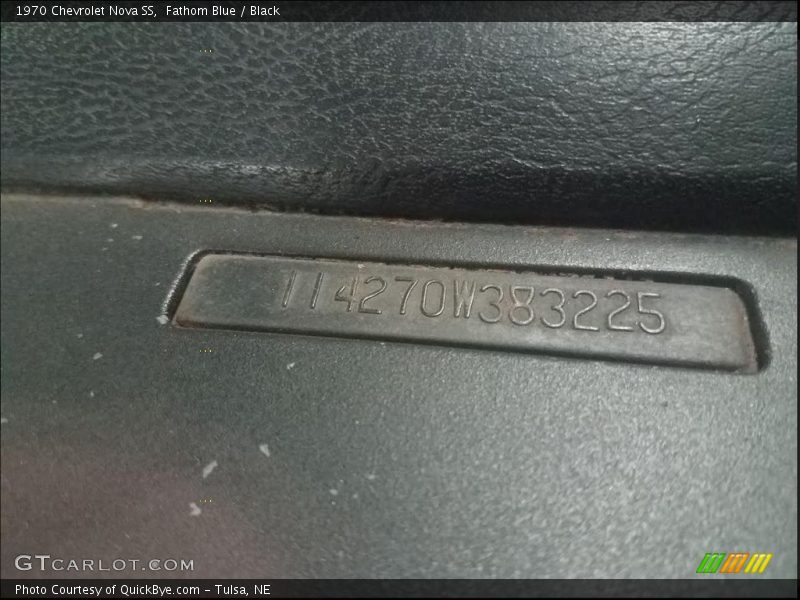 1970 Chevrolet Nova SS,  Fathom Blue / Black
114270W383225
GTCARLOT.COM
Photo Courtesy of QuickBye.com – Tulsa, NE